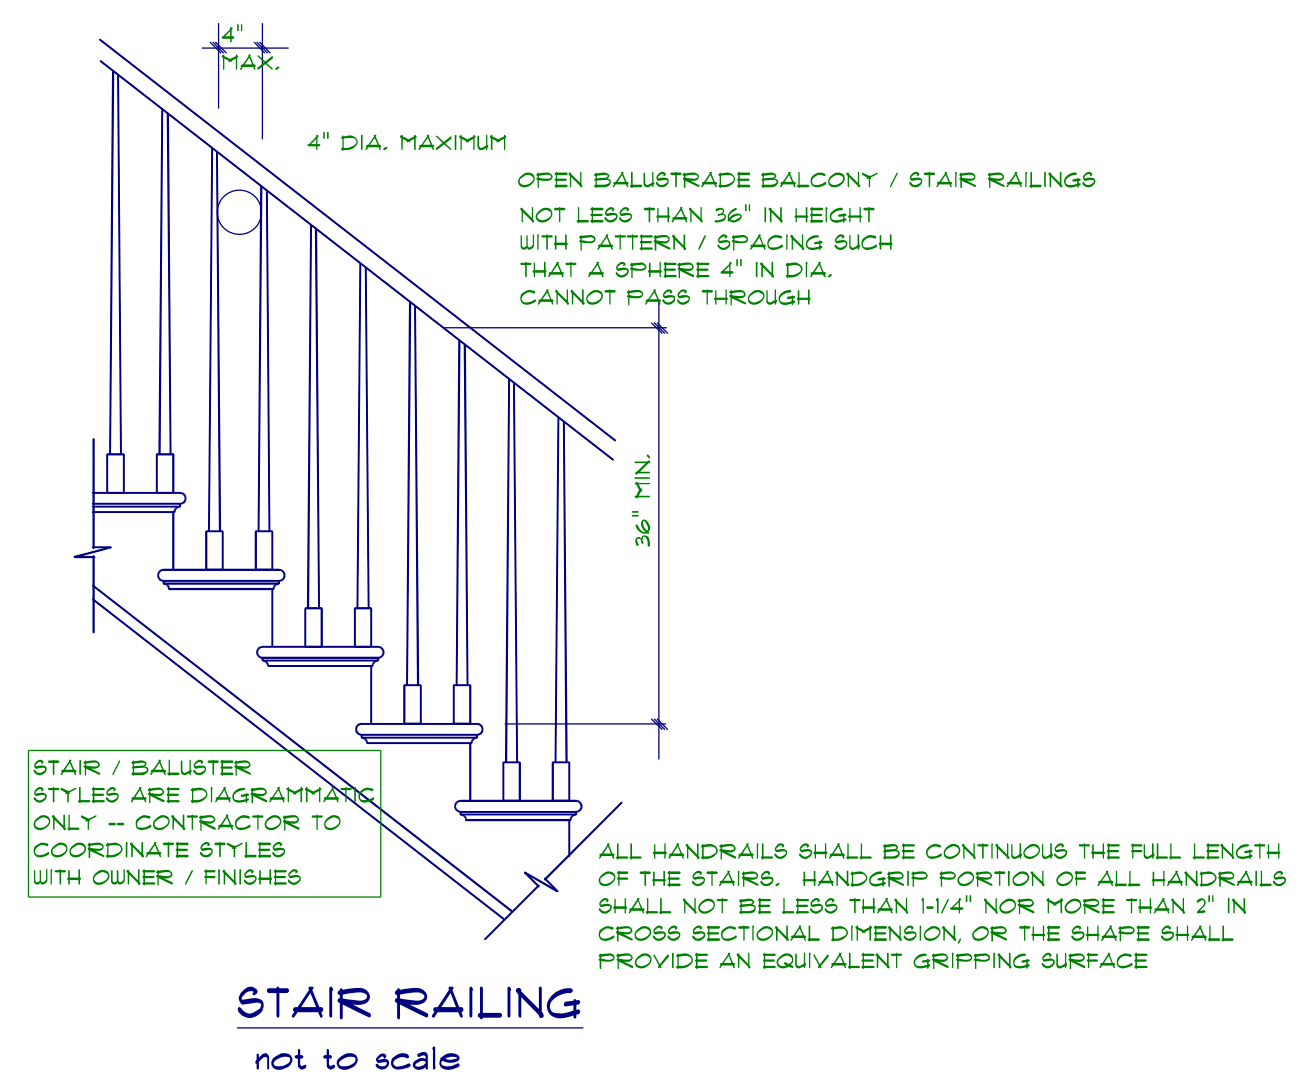 4"
MAX.
4" DIA. MAXIMUM
OPEN BALUSTRADE BALCONY / STAIR RAILINGS
NOT LESS THAN 36" IN HEIGHT
WITH PATTERN / SPACING SUCH
THAT A SPHERE 4" IN DIA.
CANNOT PASS THROUGH
36" MIN.
STAIR / BALUSTER
STYLES ARE DIAGRAMMATIC
ONLY -- CONTRACTOR TO
COORDINATE STYLES
WITH OWNER / FINISHES
ALL HANDRAILS SHALL BE CONTINUOUS THE FULL LENGTH
OF THE STAIRS. HANDGRIP PORTION OF ALL HANDRAILS
SHALL NOT BE LESS THAN 1-1/4" NOR MORE THAN 2" IN
CROSS SECTIONAL DIMENSION, OR THE SHAPE SHALL
PROVIDE AN EQUIVALENT GRIPPING SURFACE
STAIR RAILING
not to scale